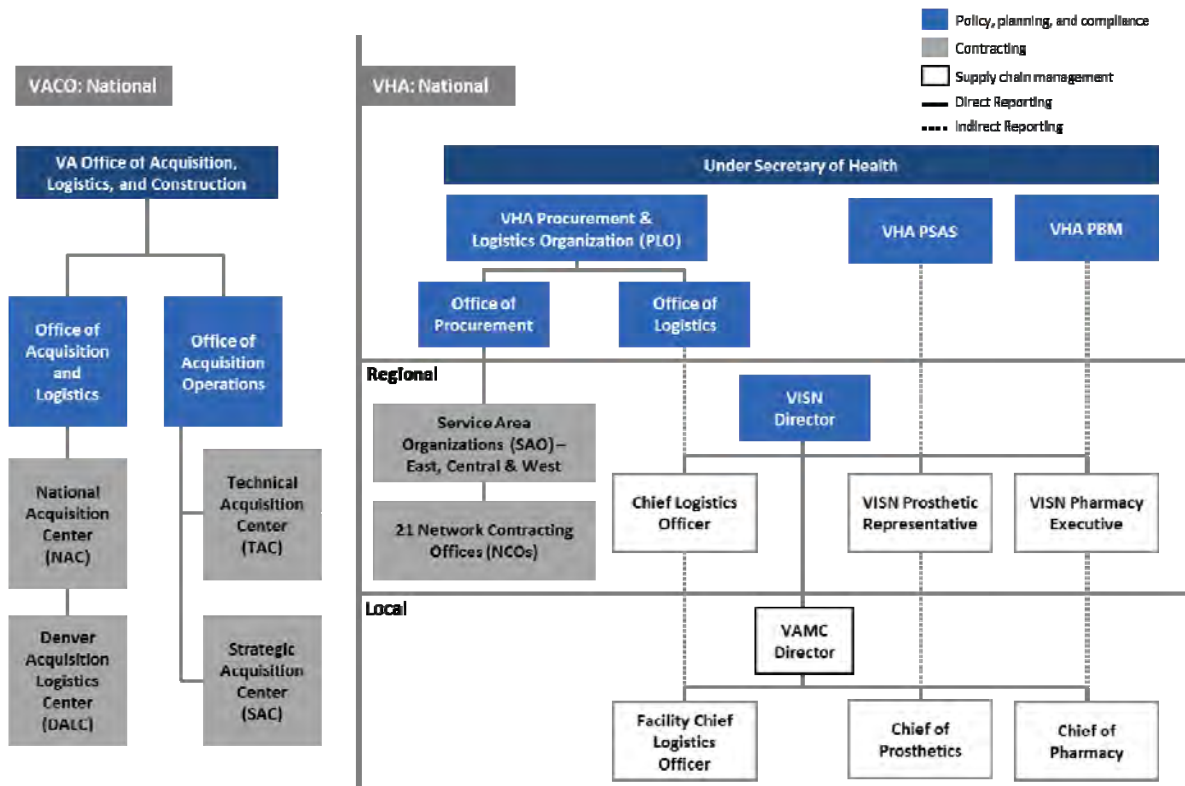 Policy, planning, and compliance
Contracting
Supply chain management
Direct Reporting
Indirect Reporting
VACO: National
VHA: National
VA Office of Acquisition,
Logistics, and Construction
Under Secretary of Health
VHA Procurement &
Logistics Organization (PLO)
VHA PSAS
VHA PBM
Office of
Acquisition
and
Logistics
Office of
Acquisition
Operations
Office of
Procurement
Office of
Logistics
Regional
VISN
Director
Service Area
Organizations (SAO) –
East, Central & West
National
Acquisition
Center
(NAC)
Technical
Acquisition
Center
(TAC)
21 Network Contracting
Offices (NCOs)
Chief Logistics
Officer
VISN Prosthetic
Representative
VISN Pharmacy
Executive
Local
VAMC
Director
Denver
Acquisition
Logistics
Center
(DALC)
Strategic
Acquisition
Center
(SAC)
Facility Chief
Logistics
Officer
Chief of
Prosthetics
Chief of
Pharmacy